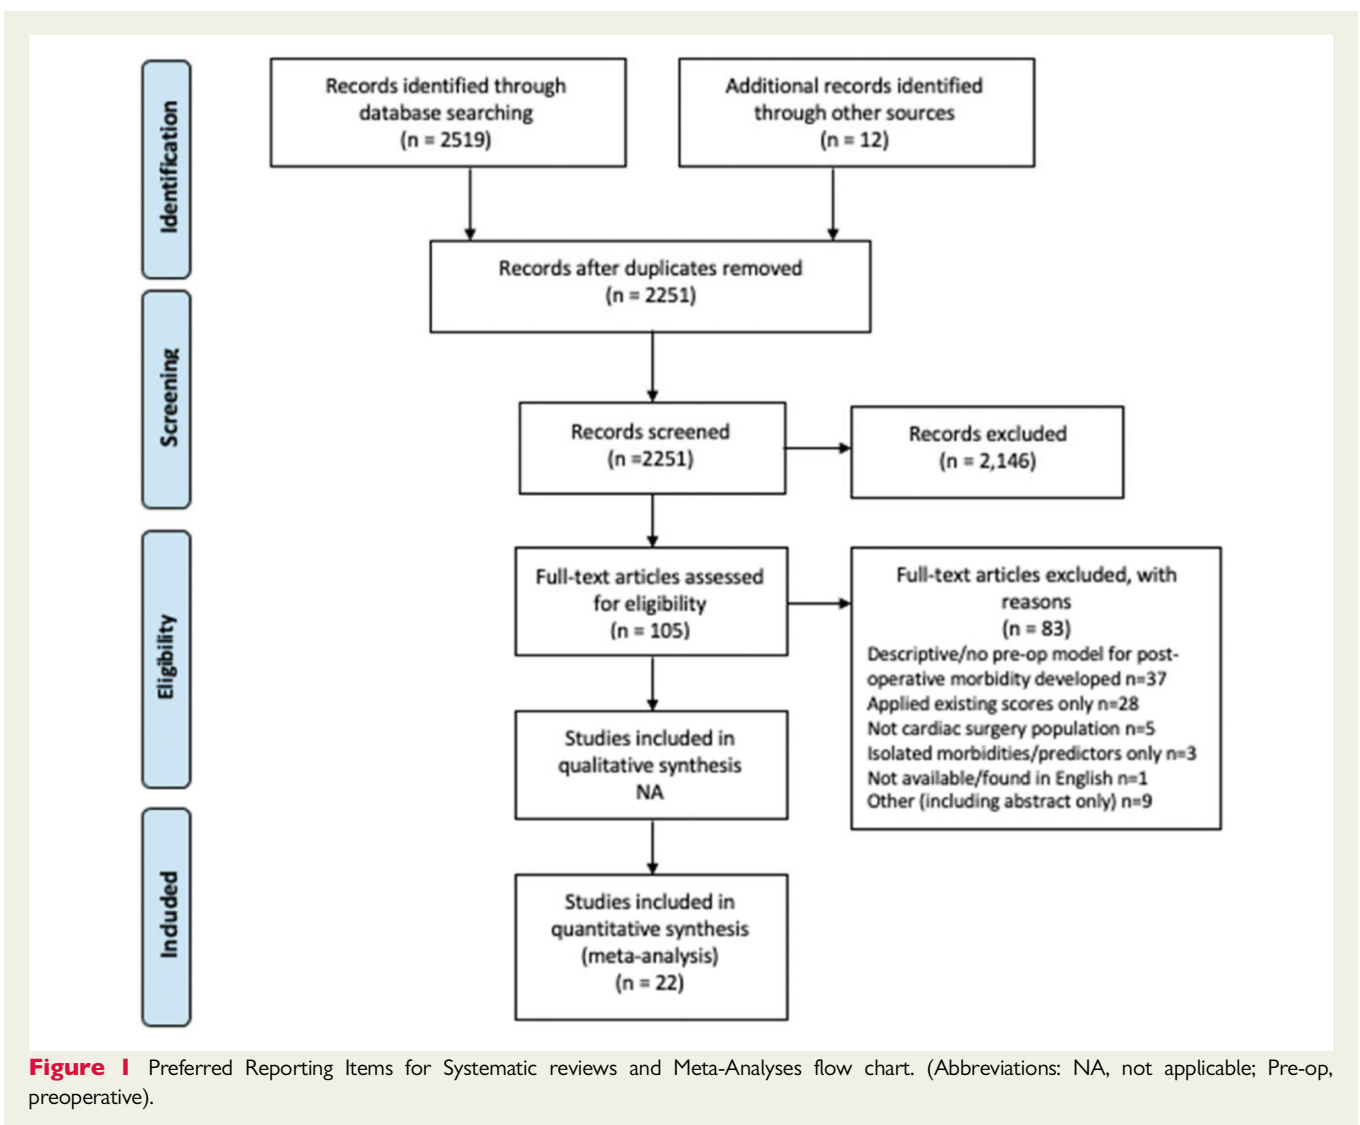 Identification
Records identified through
database searching
(n = 2519)
Additional records identified
through other sources
(n = 12)
Records after duplicates removed
(n = 2251)
Screening
Records screened
(n =2251)
Records excluded
(n = 2,146)
Eligibility
Full-text articles assessed
for eligibility
(n = 105)
Full-text articles excluded, with
reasons
(n = 83)
Descriptive/no pre-op model for post-
operative morbidity developed n=37
Applied existing scores only n=28
Not cardiac surgery population n=5
Isolated morbidities/predictors only n=3
Not available/found in English n=1
Other (including abstract only) n=9
Studies included in
qualitative synthesis
NA
Included
Studies included in
quantitative synthesis
(meta-analysis)
(n = 22)
Figure 1 Preferred Reporting Items for Systematic reviews and Meta-Analyses flow chart. (Abbreviations: NA, not applicable; Pre-op,
preoperative).